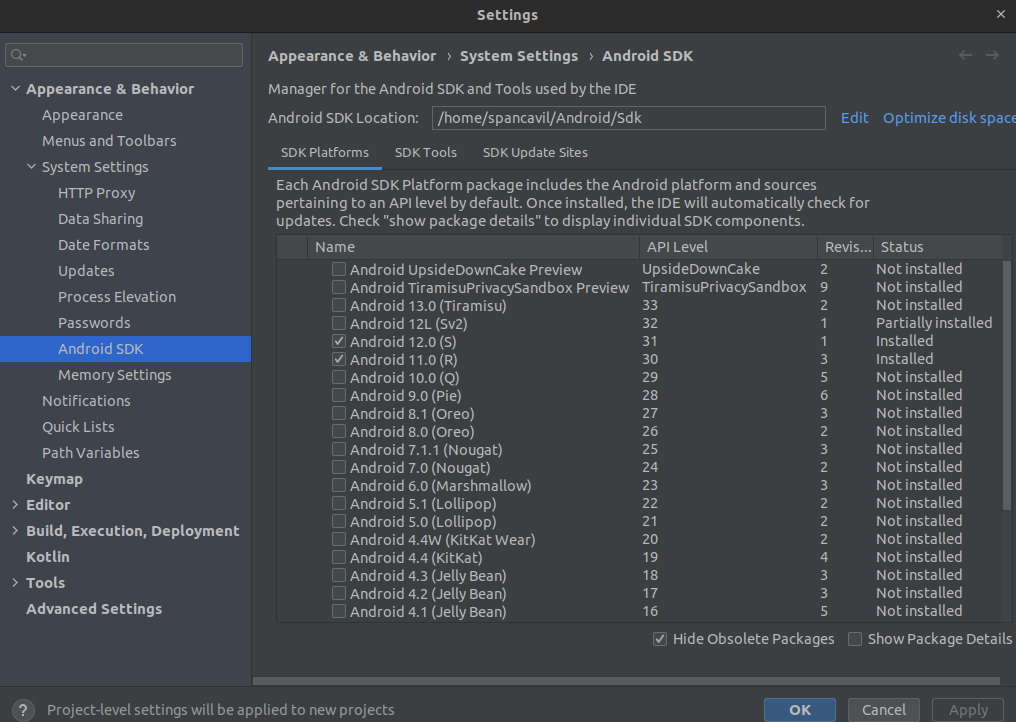 Settings
Appearance & Behavior
Appearance
Menus and Toolbars
System Settings
HTTP Proxy
Data Sharing
Date Formats
Updates
Process Elevation
Passwords
Android SDK
Memory Settings
Notifications
Quick Lists
Path Variables
Keymap
Editor
Build, Execution, Deployment
Kotlin
Tools
Advanced Settings
Appearance & Behavior › System Settings › Android SDK
Manager for the Android SDK and Tools used by the IDE
Android SDK Location: /home/spancavil/Android/Sdk Edit Optimize disk space
SDK Platforms SDK Tools SDK Update Sites
Each Android SDK Platform package includes the Android platform and sources
pertaining to an API level by default. Once installed, the IDE will automatically check for
updates. Check "show package details" to display individual SDK components.
Name API Level Revis... Status
Android UpsideDownCake Preview UpsideDownCake 2 Not installed
Android TiramisuPrivacySandbox Preview TiramisuPrivacySandbox 9 Not installed
Android 13.0 (Tiramisu) 33 2 Not installed
Android 12L (Sv2) 32 1 Partially installed
Android 12.0 (S) 31 1 Installed
Android 11.0 (R) 30 3 Installed
Android 10.0 (Q) 29 5 Not installed
Android 9.0 (Pie) 28 6 Not installed
Android 8.1 (Oreo) 27 3 Not installed
Android 8.0 (Oreo) 26 2 Not installed
Android 7.1.1 (Nougat) 25 3 Not installed
Android 7.0 (Nougat) 24 2 Not installed
Android 6.0 (Marshmallow) 23 3 Not installed
Android 5.1 (Lollipop) 22 2 Not installed
Android 5.0 (Lollipop) 21 2 Not installed
Android 4.4W (KitKat Wear) 20 2 Not installed
Android 4.4 (KitKat) 19 4 Not installed
Android 4.3 (Jelly Bean) 18 3 Not installed
Android 4.2 (Jelly Bean) 17 3 Not installed
Android 4.1 (Jelly Bean) 16 5 Not installed
Hide Obsolete Packages Show Package Details
? Project-level settings will be applied to new projects
OK Cancel Apply